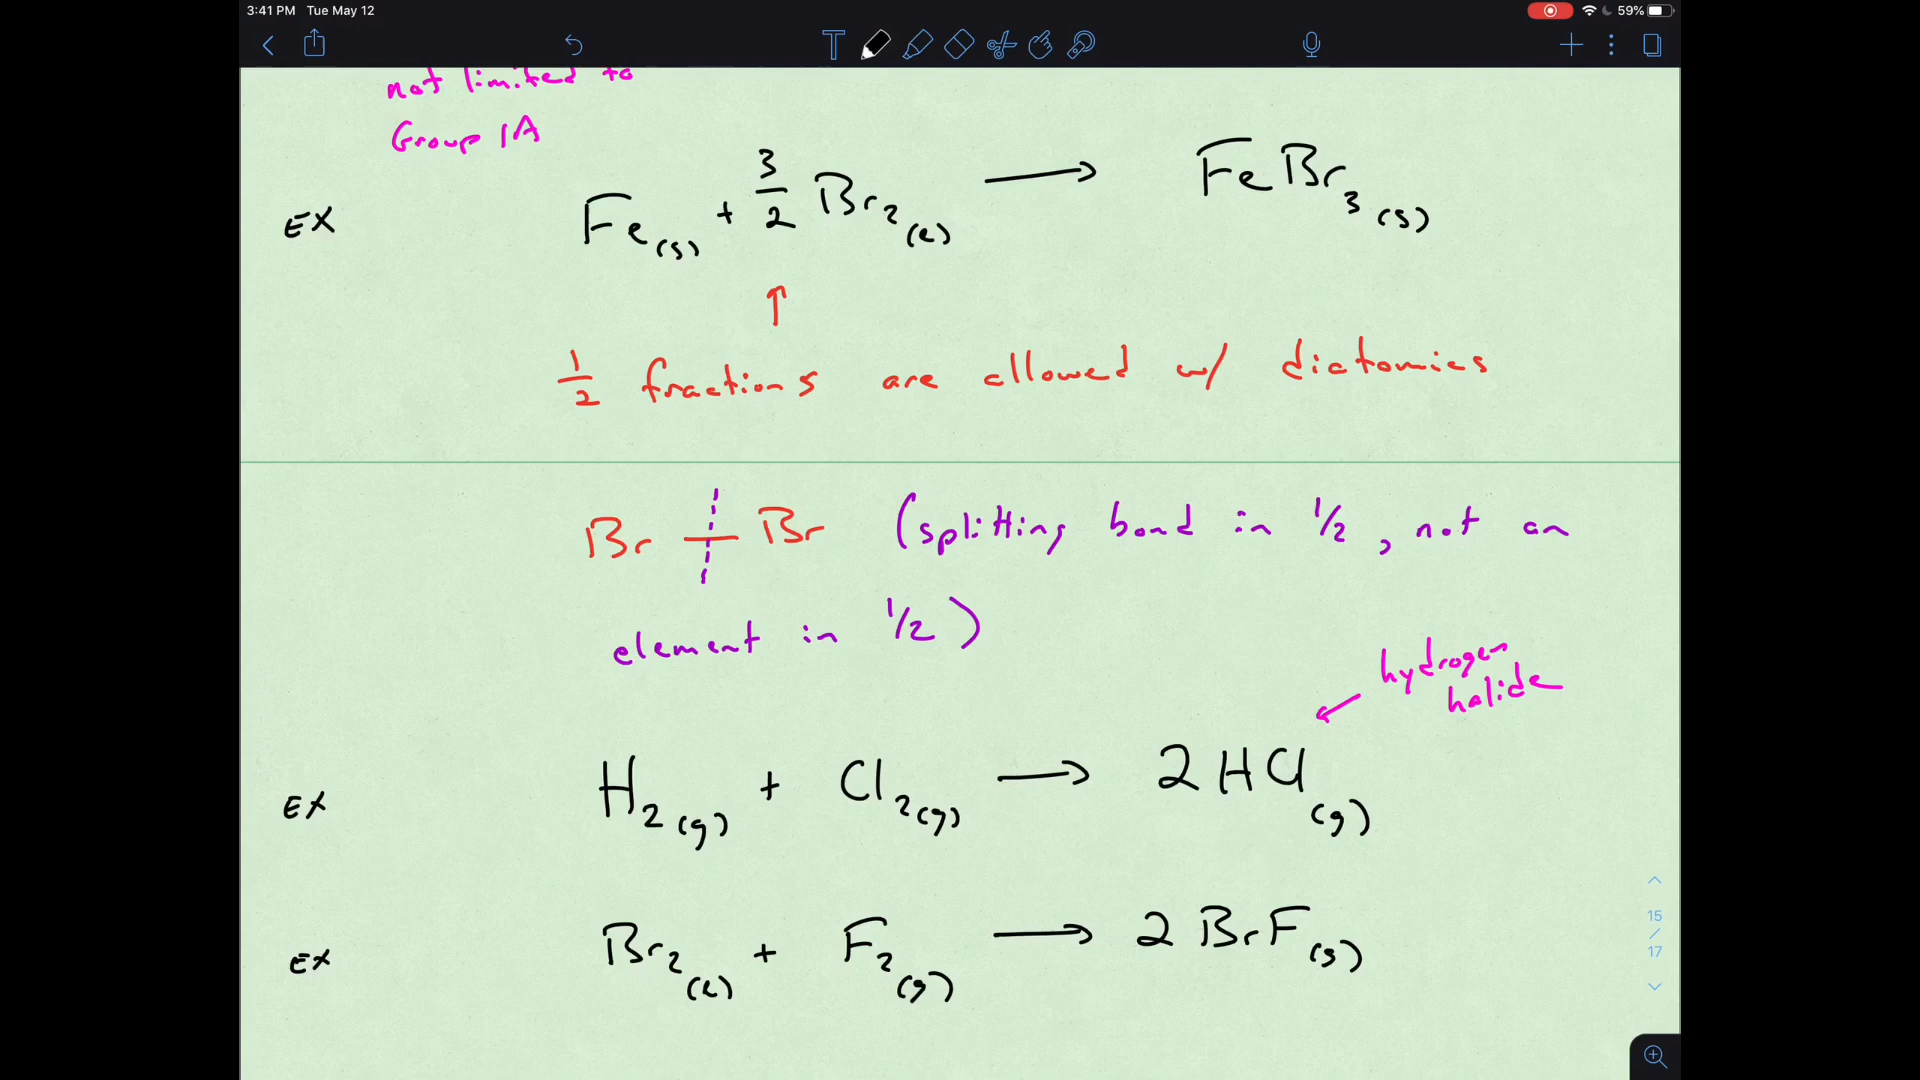 3:41 PM Tue May 12 59%
not limited to
Group 1A
EX Fe(s) + 3/2 Br2(l) → FeBr3(s)
↑
1/2 fractions are allowed w/ diatomics
Br - Br (splitting bond in 1/2, not an
element in 1/2)
hydrogen
halide
EX H2(g) + Cl2(g) → 2HCl(g)
EX Br2(l) + F2(g) → 2BrF(g)
15
/
17